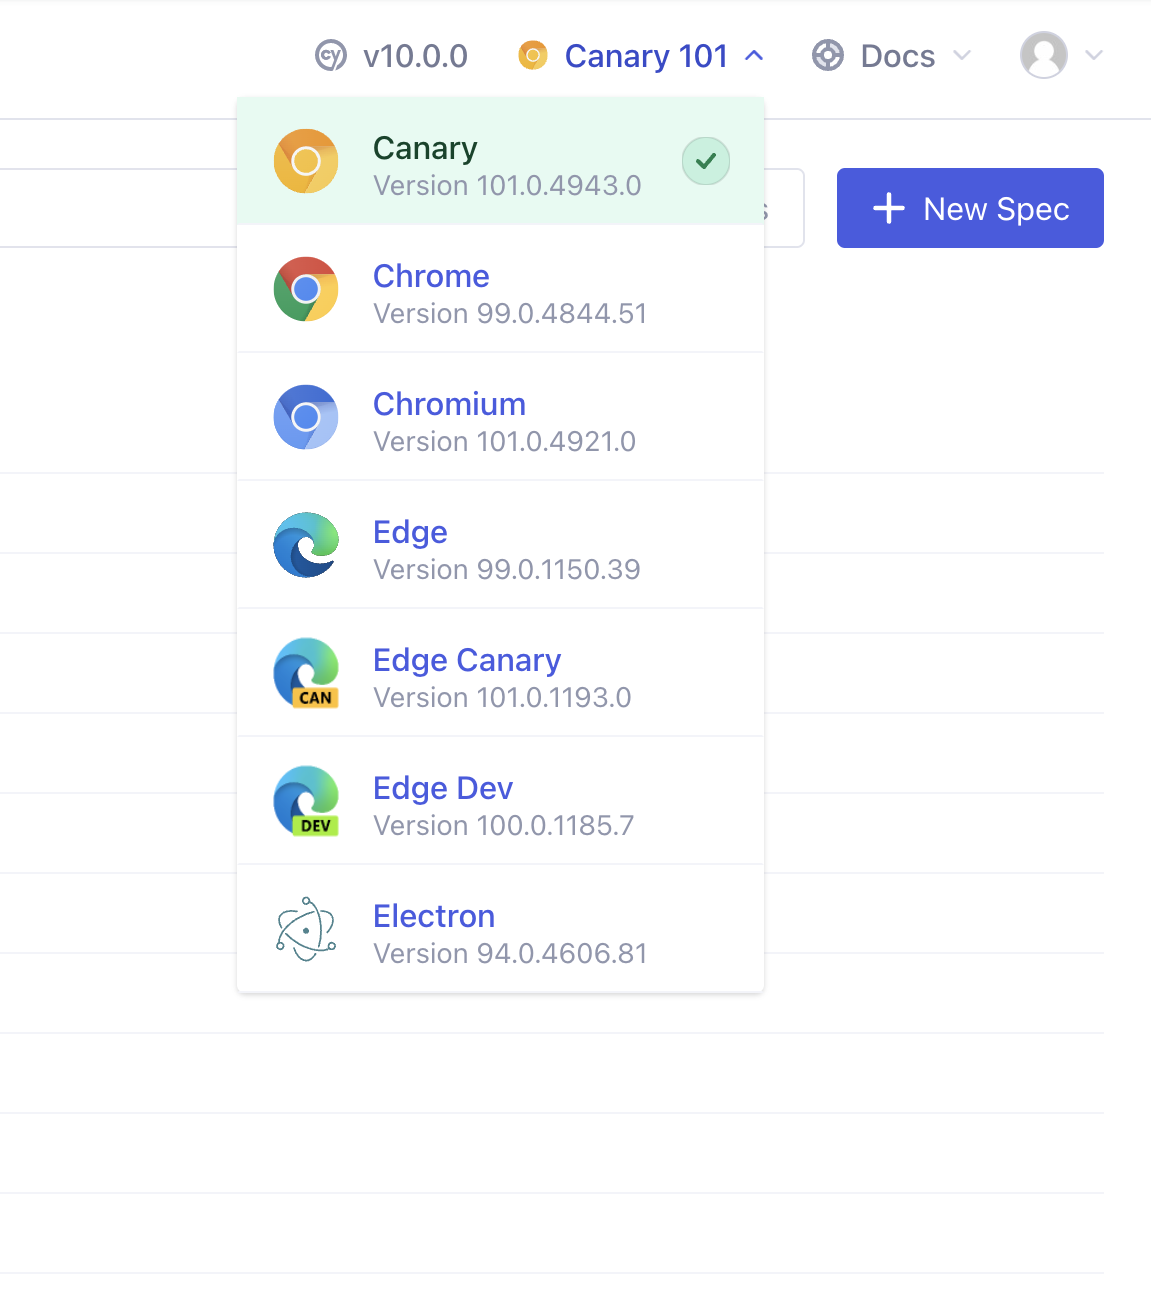 cy v10.0.0 Canary 101 Docs
Canary
Version 101.0.4943.0
New Spec
Chrome
Version 99.0.4844.51
Chromium
Version 101.0.4921.0
Edge
Version 99.0.1150.39
Edge Canary
Version 101.0.1193.0
CAN
Edge Dev
Version 100.0.1185.7
DEV
Electron
Version 94.0.4606.81